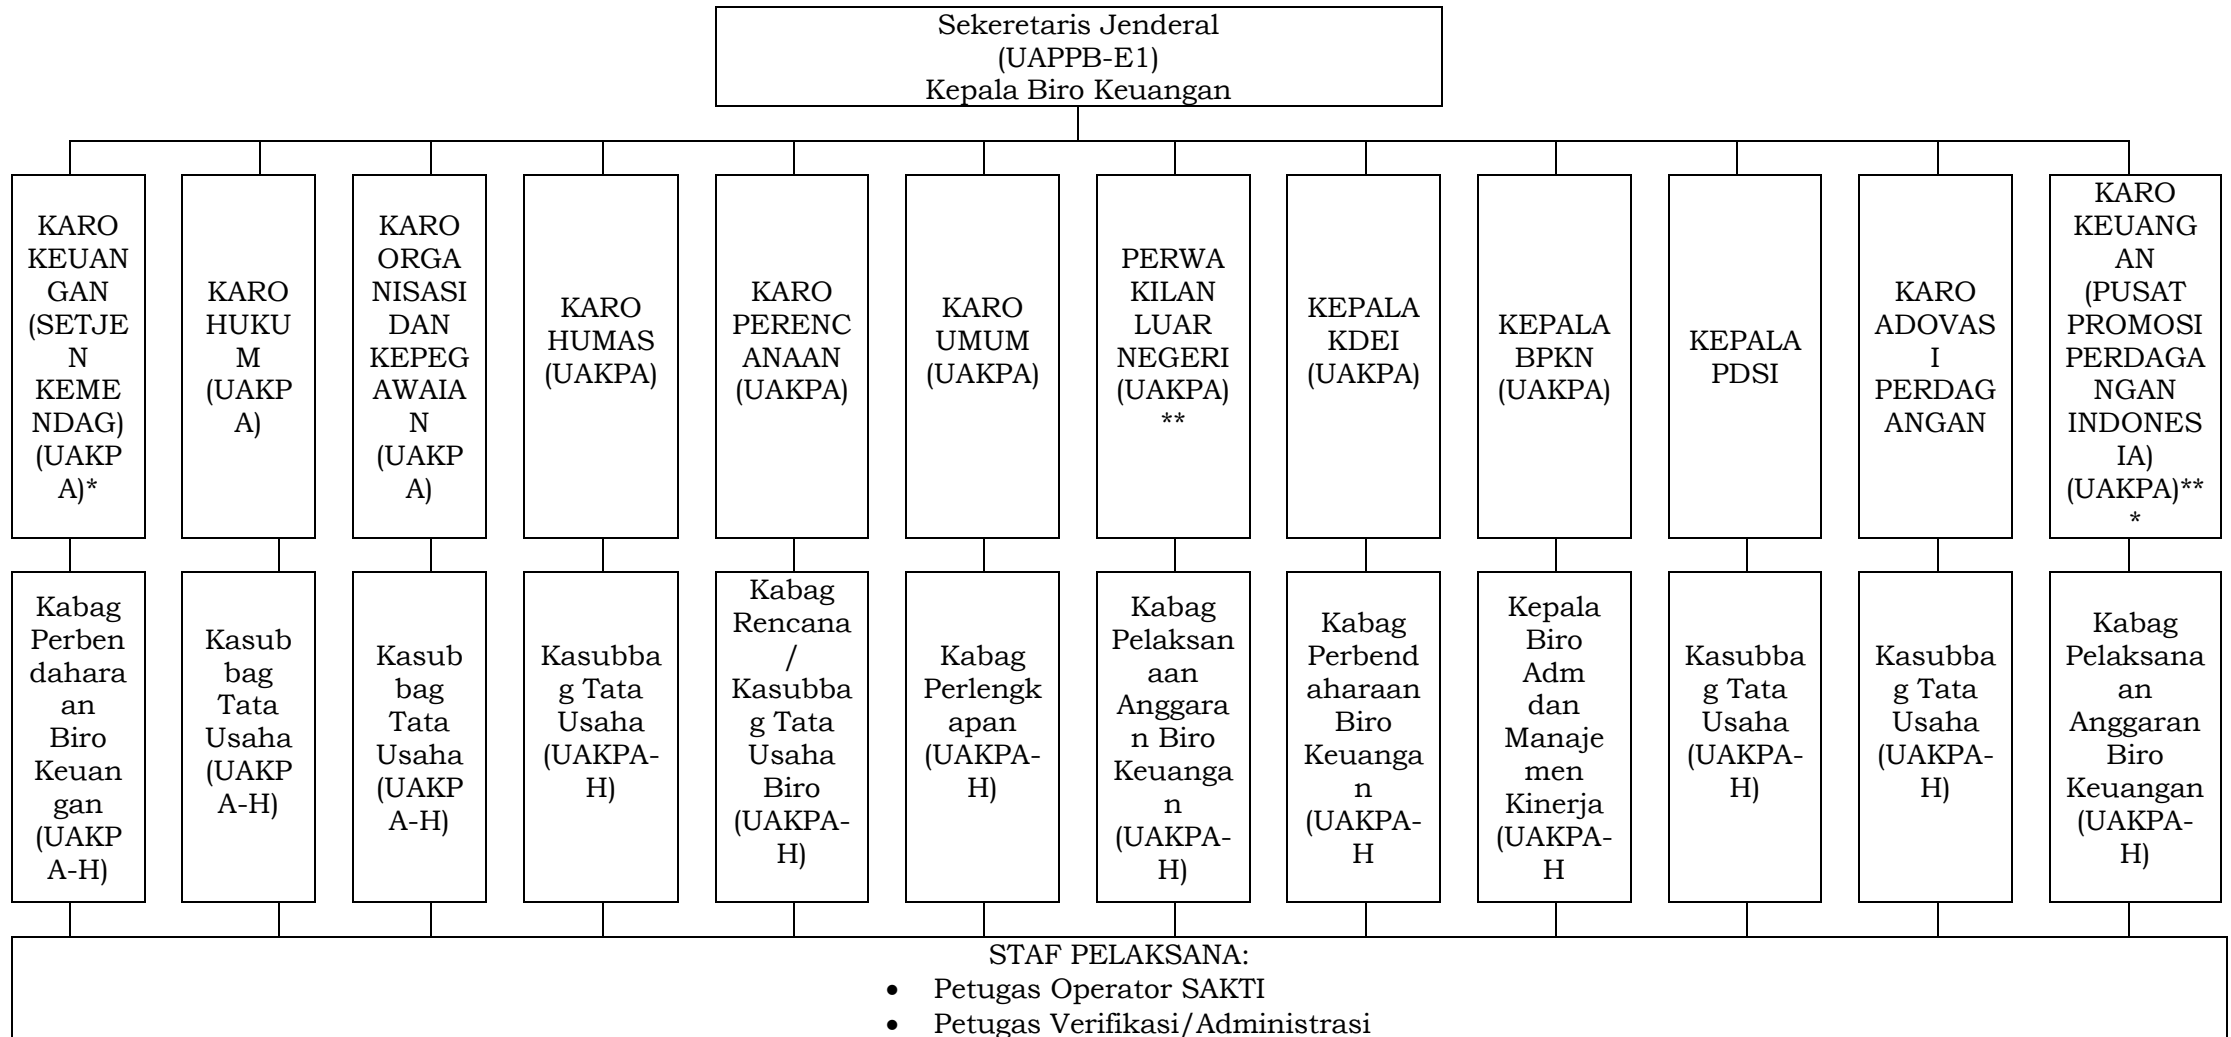 Sekeretaris Jenderal
(UAPPB-E1)
Kepala Biro Keuangan
KARO
KEUAN
GAN
(SETJE
N
KEME
NDAG)
(UAKP
A)*
KARO
HUKU
M
(UAKP
A)
KARO
ORGA
NISASI
DAN
KEPEG
AWAIA
N
(UAKP
A)
KARO
HUMAS
(UAKPA)
KARO
PERENC
ANAAN
(UAKPA)
KARO
UMUM
(UAKPA)
PERWA
KILAN
LUAR
NEGERI
(UAKPA)
**
KEPALA
KDEI
(UAKPA)
KEPALA
BPKN
(UAKPA)
KEPALA
PDSI
KARO
ADOVAS
I
PERDAG
ANGAN
KARO
KEUANG
AN
(PUSAT
PROMOSI
PERDAGA
NGAN
INDONES
IA)
(UAKPA)**
*
Kabag
Perben
dahara
an
Biro
Keuan
gan
(UAKP
A-H)
Kasub
bag
Tata
Usaha
(UAKP
A-H)
Kasub
bag
Tata
Usaha
(UAKP
A-H)
Kasubba
g Tata
Usaha
(UAKPA-
H)
Kabag
Rencana
/
Kasubba
g Tata
Usaha
Biro
(UAKPA-
H)
Kabag
Perlengk
apan
(UAKPA-
H)
Kabag
Pelaksan
aan
Anggara
n Biro
Keuanga
n
(UAKPA-
H)
Kabag
Perbend
aharaan
Biro
Keuanga
n
(UAKPA-
H
Kepala
Biro
Adm
dan
Manaje
men
Kinerja
(UAKPA-
H
Kasubba
g Tata
Usaha
(UAKPA-
H)
Kasubba
g Tata
Usaha
(UAKPA-
H)
Kabag
Pelaksana
an
Anggaran
Biro
Keuangan
(UAKPA-
H)
STAF PELAKSANA:
• Petugas Operator SAKTI
• Petugas Verifikasi/Administrasi